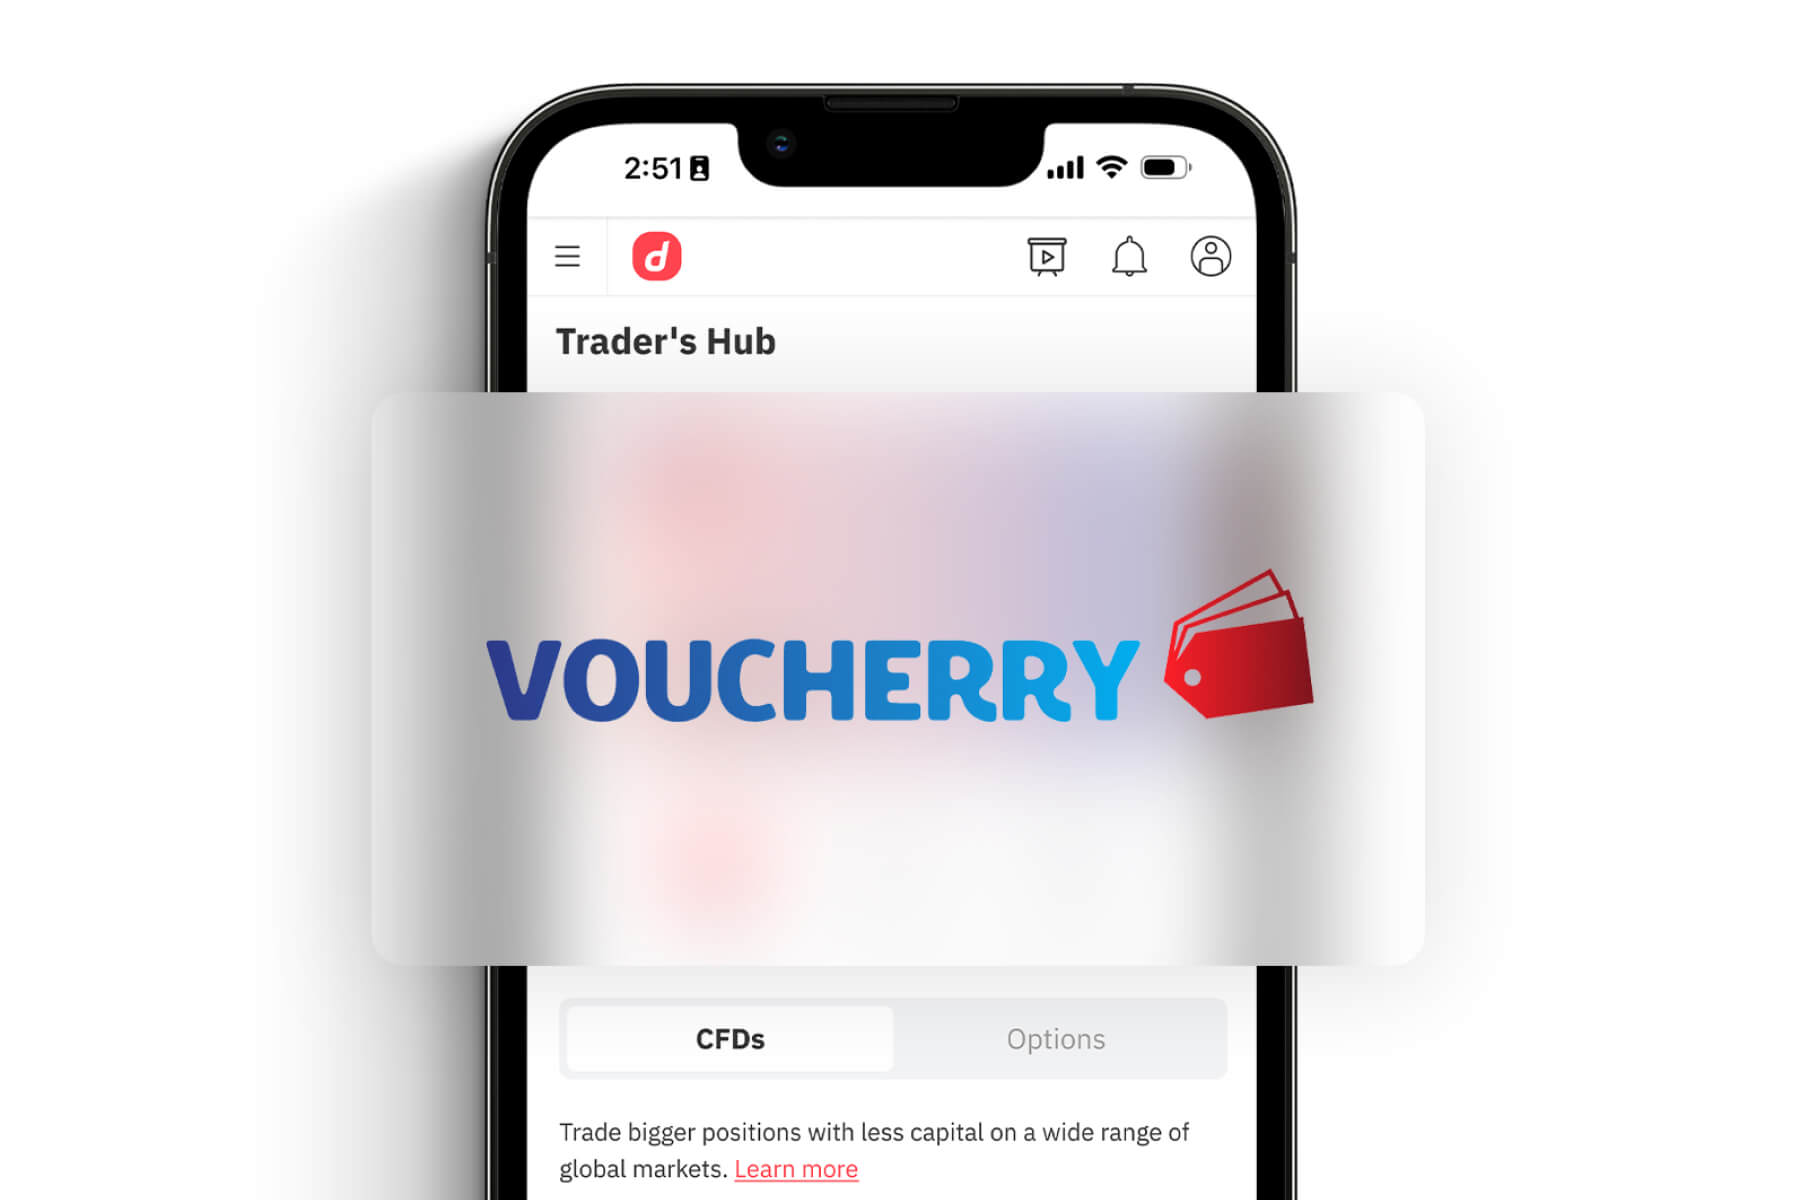 2:51
d
Trader's Hub
VOUCHERRY
CFDs
Options
Trade bigger positions with less capital on a wide range of
global markets. Learn more